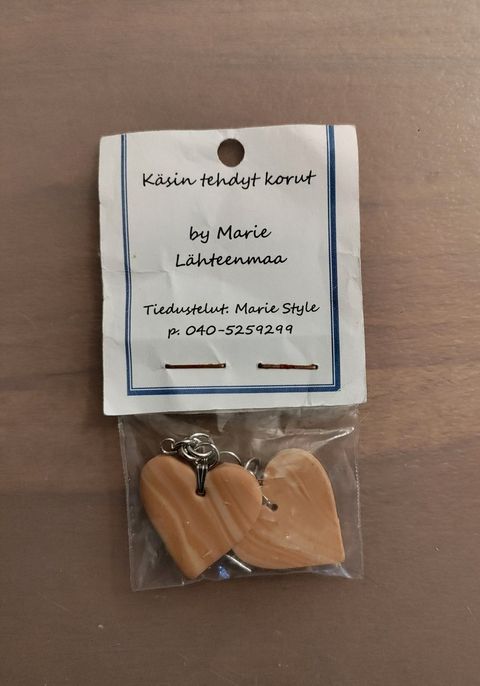 Käsin tehdyt korut
by Marie
Lähteenmaa
Tiedustelut. Marie Style
p. 040-5259299